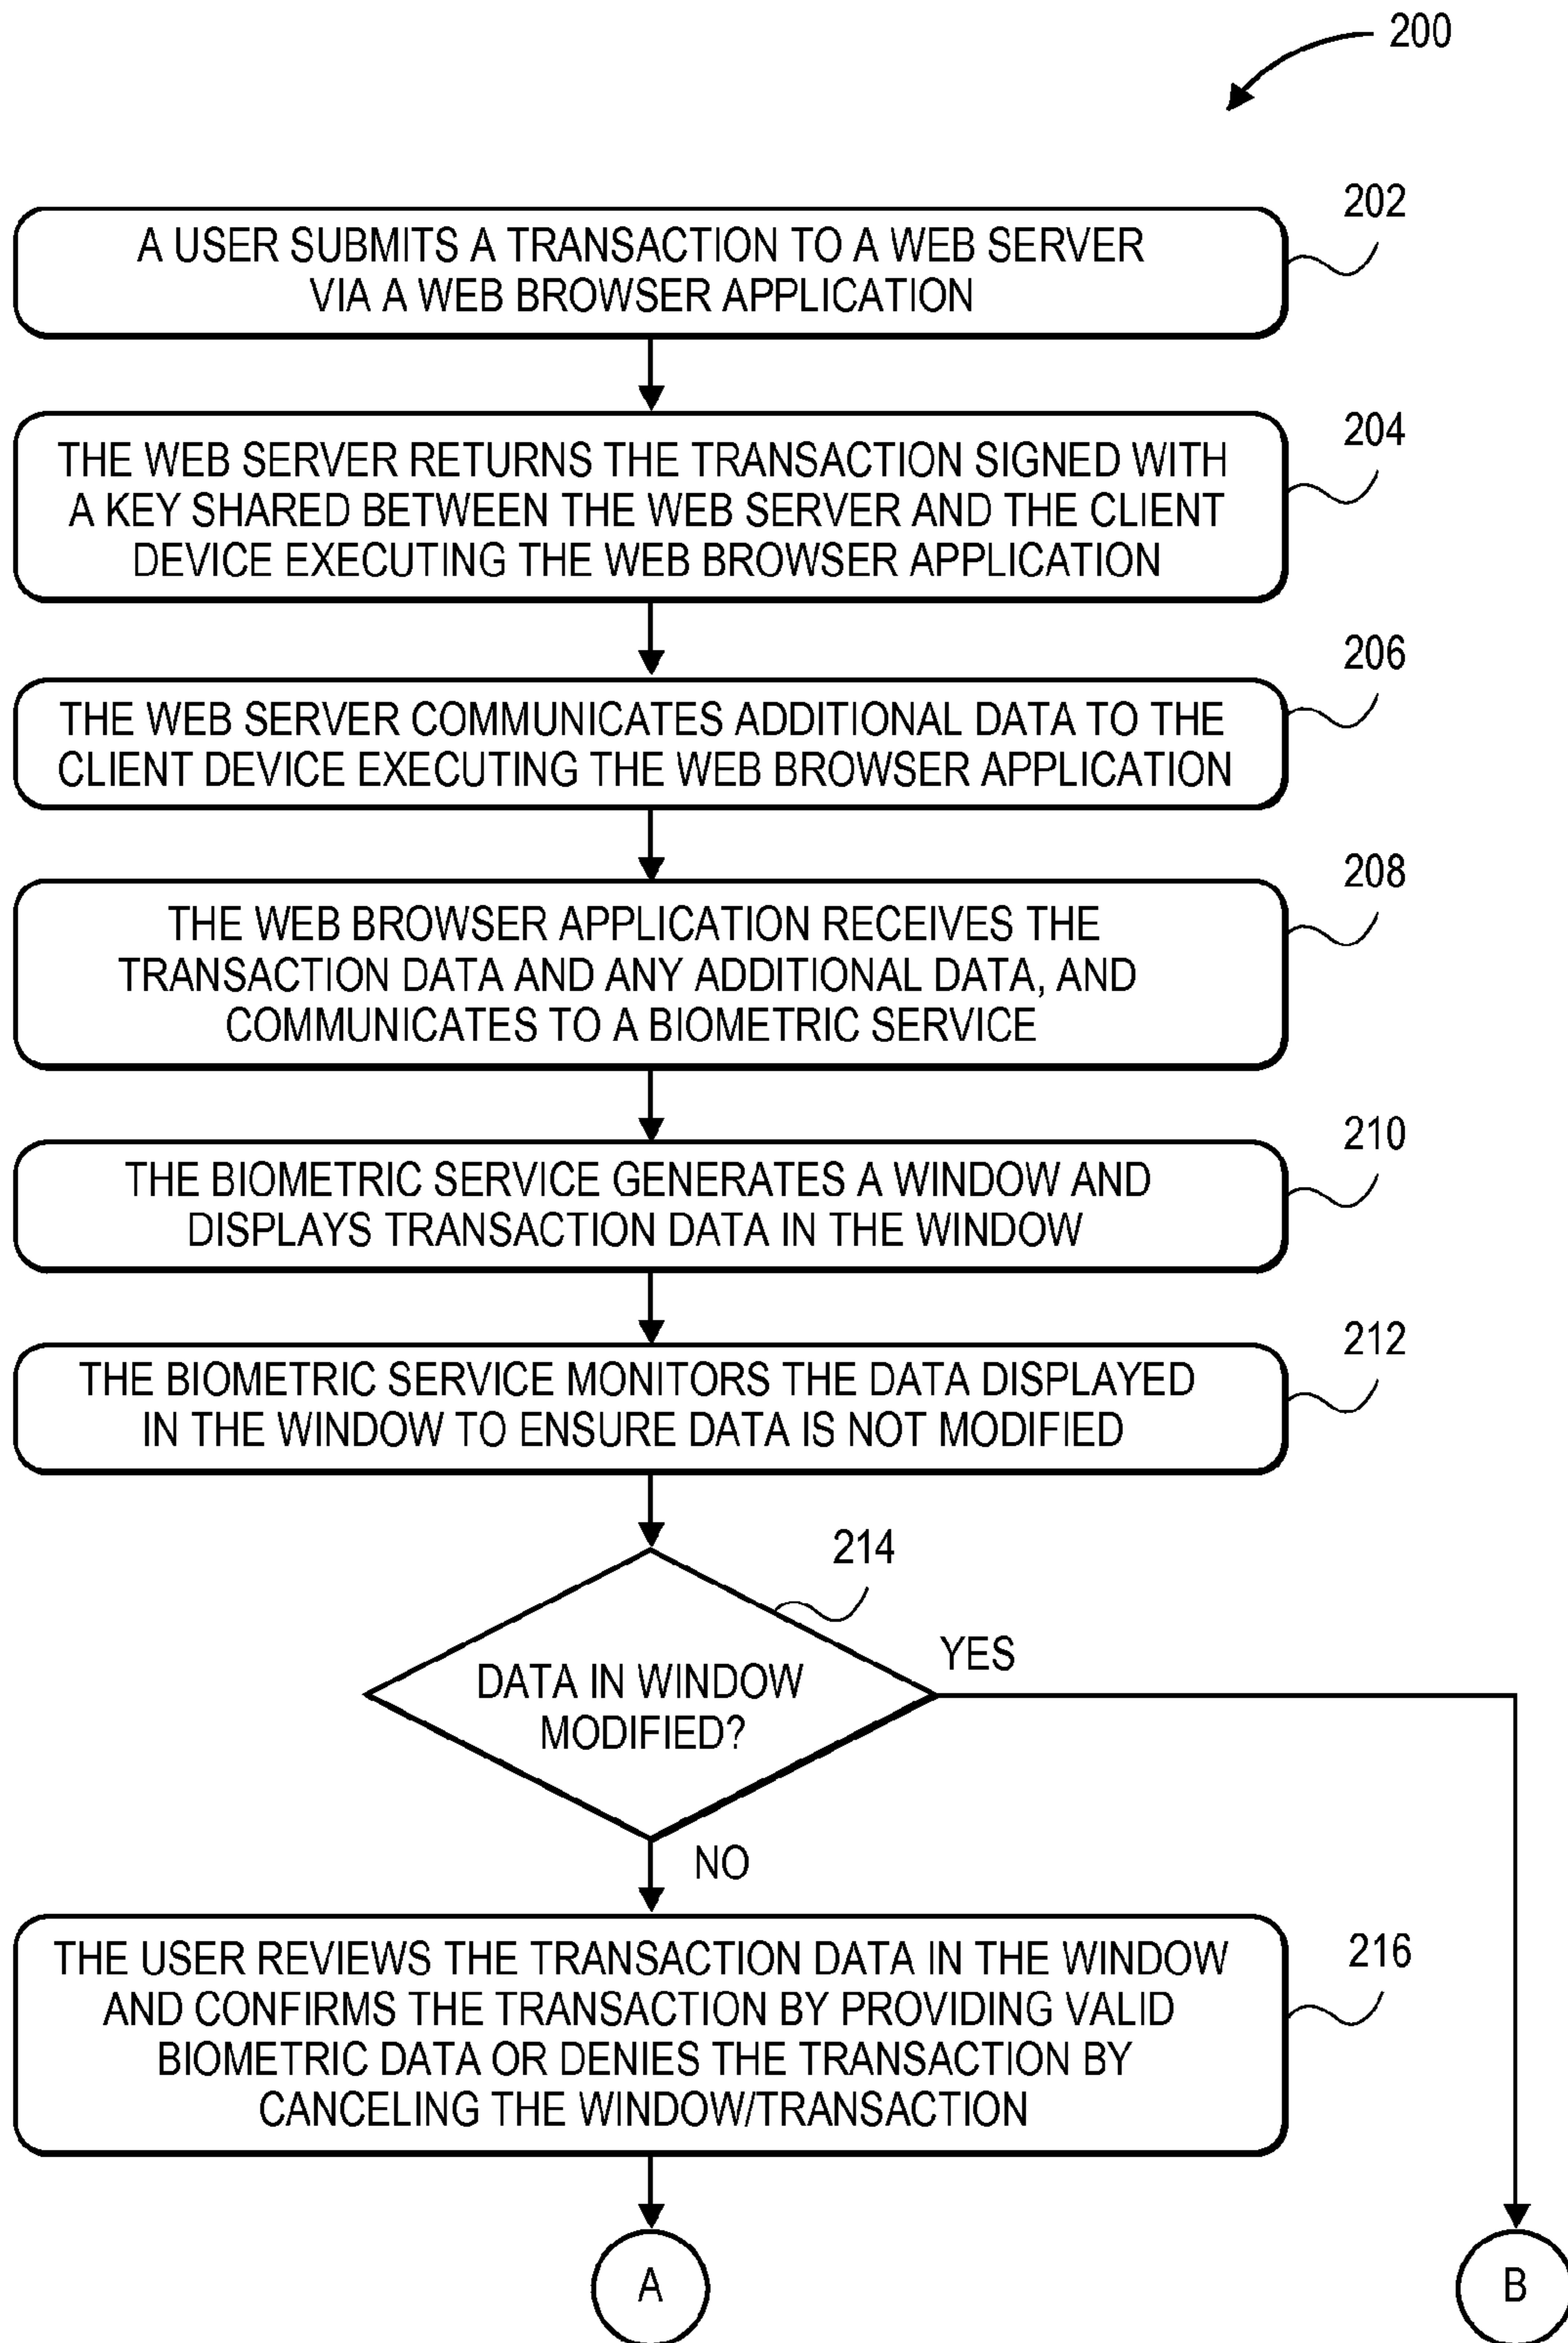 200
202
A USER SUBMITS A TRANSACTION TO A WEB SERVER
VIA A WEB BROWSER APPLICATION
204
THE WEB SERVER RETURNS THE TRANSACTION SIGNED WITH
A KEY SHARED BETWEEN THE WEB SERVER AND THE CLIENT
DEVICE EXECUTING THE WEB BROWSER APPLICATION
206
THE WEB SERVER COMMUNICATES ADDITIONAL DATA TO THE
CLIENT DEVICE EXECUTING THE WEB BROWSER APPLICATION
208
THE WEB BROWSER APPLICATION RECEIVES THE
TRANSACTION DATA AND ANY ADDITIONAL DATA, AND
COMMUNICATES TO A BIOMETRIC SERVICE
210
THE BIOMETRIC SERVICE GENERATES A WINDOW AND
DISPLAYS TRANSACTION DATA IN THE WINDOW
212
THE BIOMETRIC SERVICE MONITORS THE DATA DISPLAYED
IN THE WINDOW TO ENSURE DATA IS NOT MODIFIED
214
YES
DATA IN WINDOW
MODIFIED?
NO
216
THE USER REVIEWS THE TRANSACTION DATA IN THE WINDOW
AND CONFIRMS THE TRANSACTION BY PROVIDING VALID
BIOMETRIC DATA OR DENIES THE TRANSACTION BY
CANCELING THE WINDOW/TRANSACTION
A
B